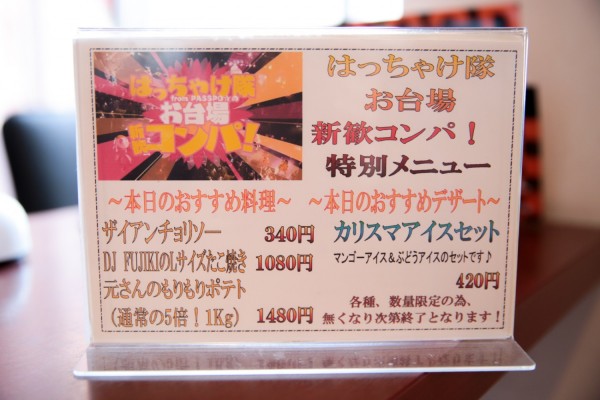 はっちゃけ隊
from PASSPO☆
お台場
新歓コンパ!
はっちゃけ隊
お台場
新歓コンパ!
特別メニュー
～本日のおすすめ料理～
ザイアンチョリソー 340円
DJ FUJIKIのLサイズたこ焼き 1080円
元さんのもりもりポテト
(通常の5倍!1Kg) 1480円
～本日のおすすめデザート～
カリスマアイスセット
マンゴーアイス&ぶどうアイスのセットです♪
420円
各種、数量限定の為、
無くなり次第終了となります!